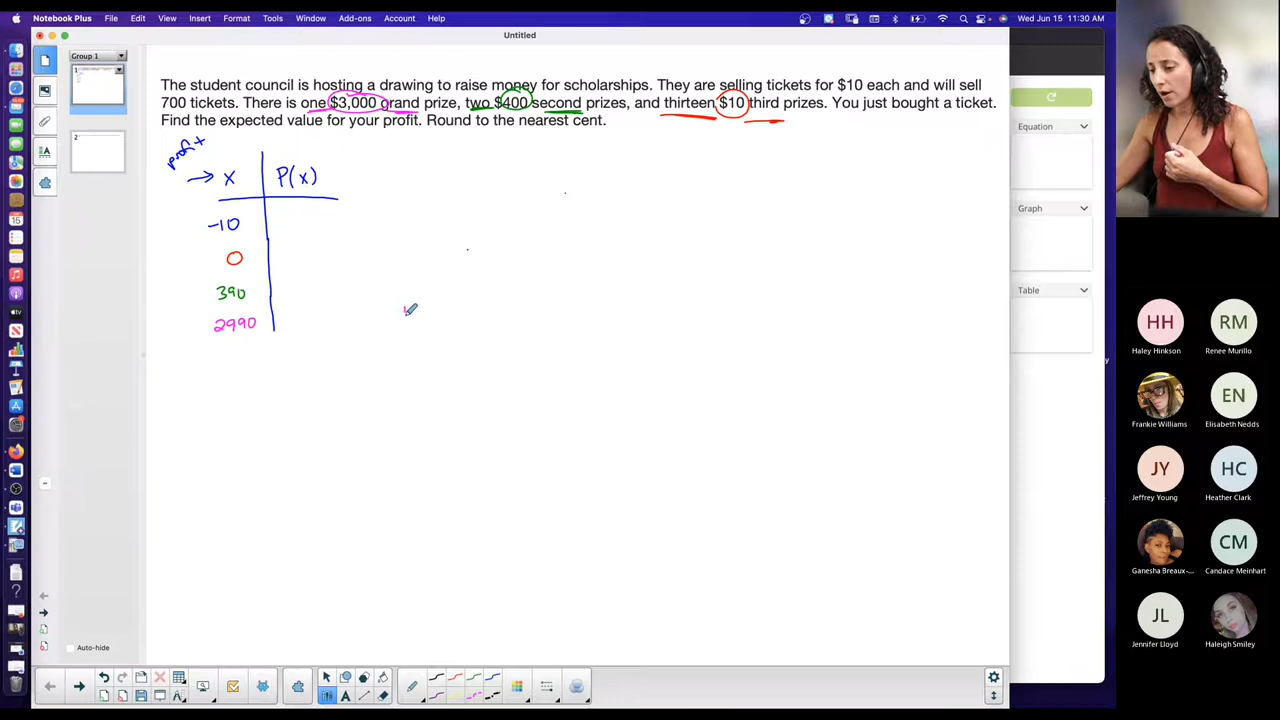 Notebook Plus File Edit View Insert Format Tools Window Add-ons Account Help Wed Jun 15 11:30 AM
Untitled
Group 1
1
2
The student council is hosting a drawing to raise money for scholarships. They are selling tickets for $10 each and will sell
700 tickets. There is one $3,000 grand prize, two $400 second prizes, and thirteen $10 third prizes. You just bought a ticket.
Find the expected value for your profit. Round to the nearest cent.
profit
→ X P(x)
-10
0
390
2990
Equation
Graph
Table
HH RM
Haley Hinkson Renee Murillo
EN
Frankie Williams Elisabeth Nedds
JY HC
Jeffrey Young Heather Clark
CM
Ganesha Breaux-... Candace Meinhart
JL
Jennifer Lloyd Haleigh Smiley
Auto-hide